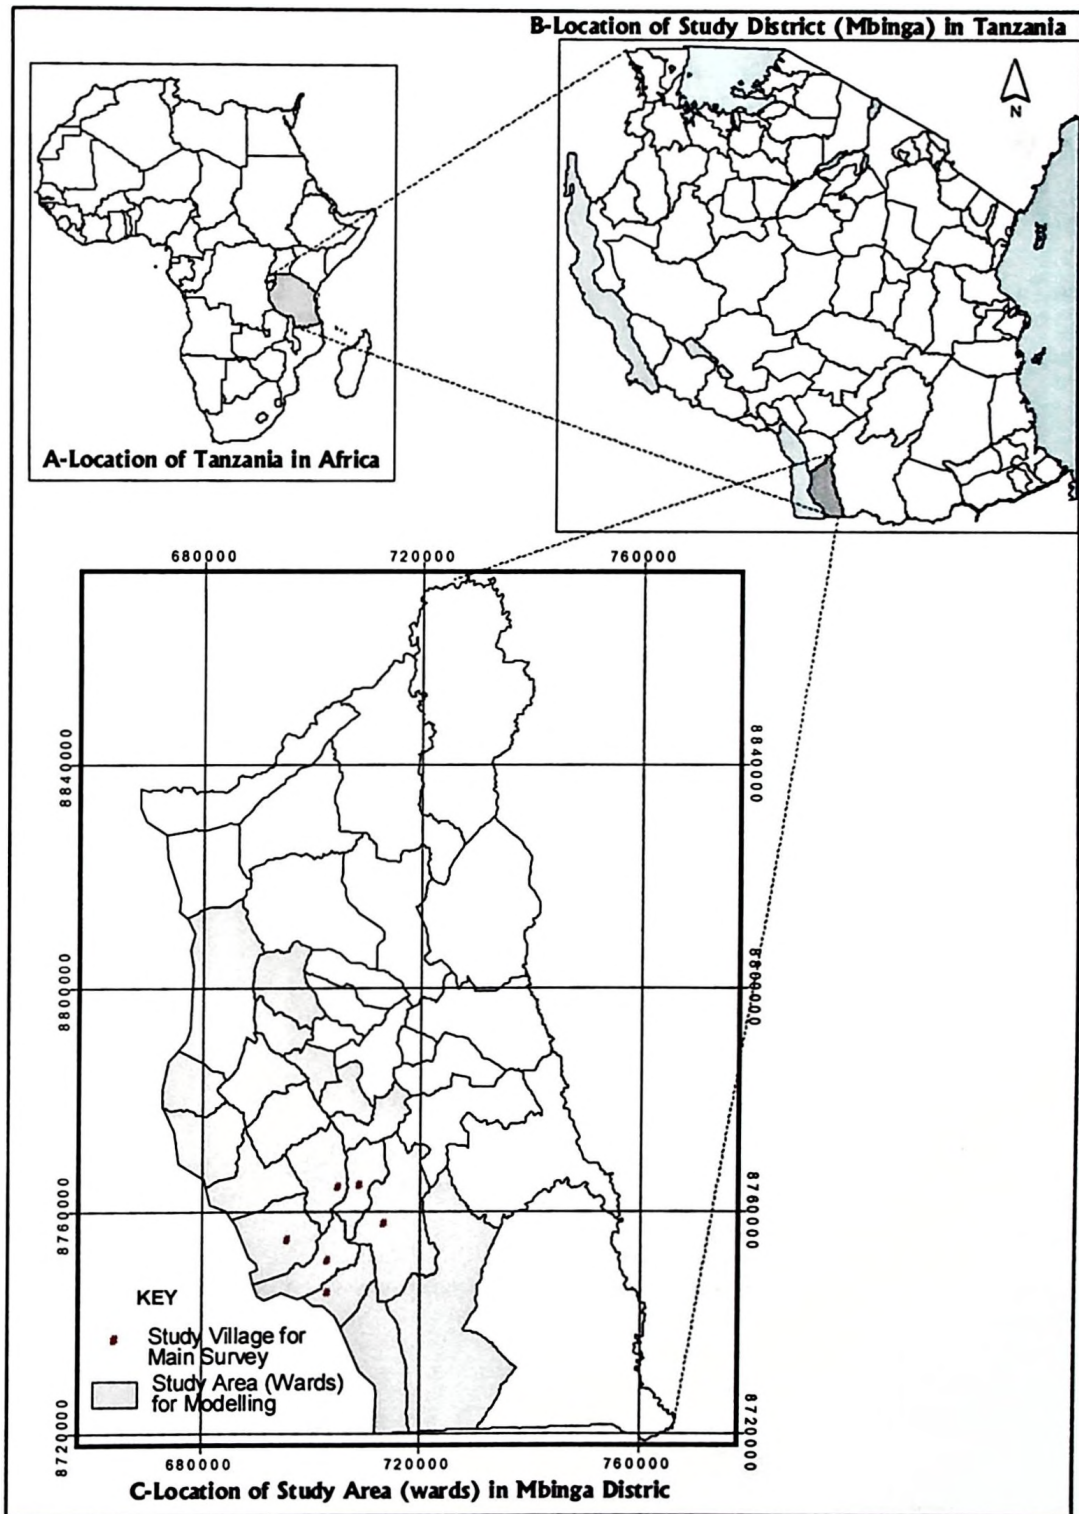 B-Location of Study District (Mbinga) in Tanzania
N
A-Location of Tanzania in Africa
680000
720000
760000
8840000
8840000
8800000
8800000
8760000
8760000
KEY
Study Village for
Main Survey
Study Area (Wards)
for Modelling
8720000
8720000
680000
720000
760000
C-Location of Study Area (wards) in Mbinga Distric